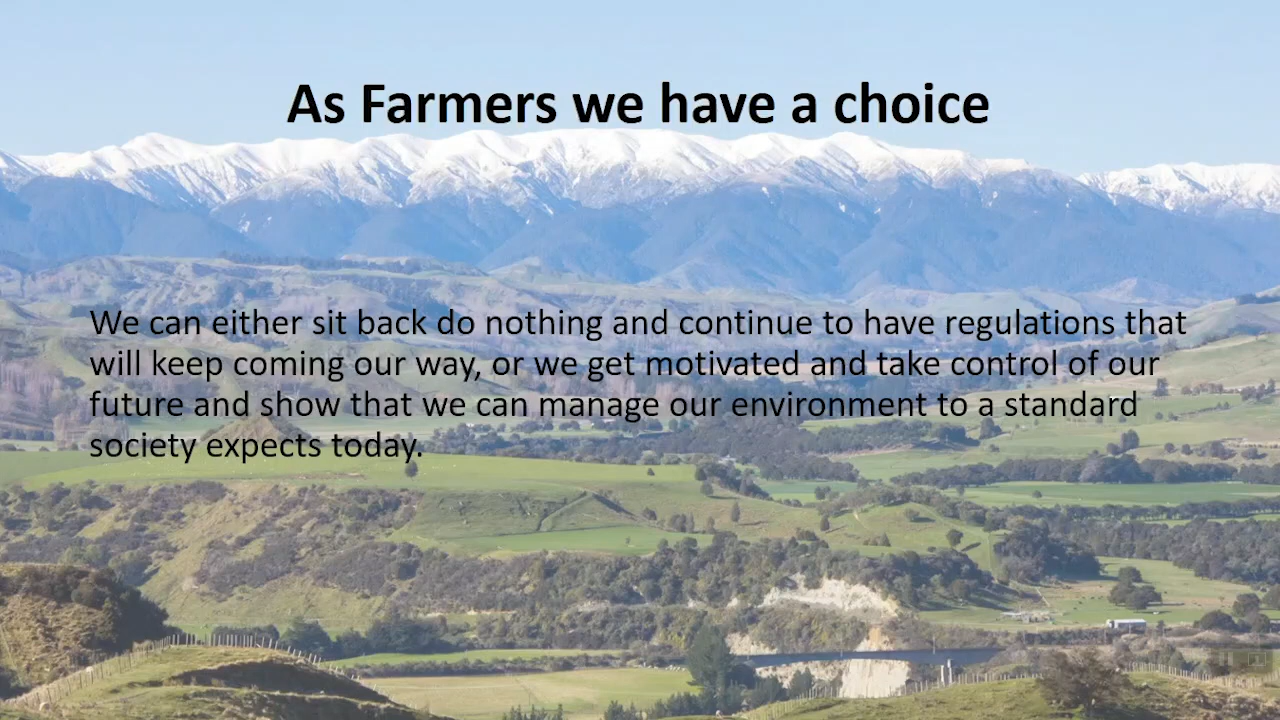 As Farmers we have a choice
We can either sit back do nothing and continue to have regulations that
will keep coming our way, or we get motivated and take control of our
future and show that we can manage our environment to a standard
society expects today.